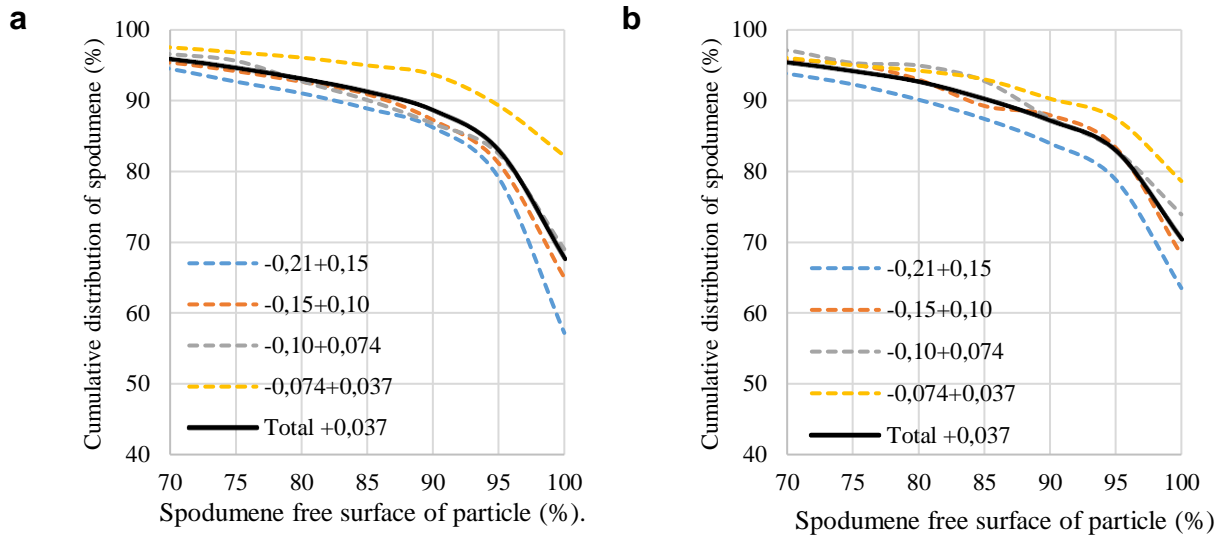 a
Cumulative distribution of spodumene (%)
100
90
80
70
60
50
40
-0,21+0,15
-0,15+0,10
-0,10+0,074
-0,074+0,037
Total +0,037
70 75 80 85 90 95 100
Spodumene free surface of particle (%).
b
Cumulative distribution of spodumene (%)
100
90
80
70
60
50
40
-0,21+0,15
-0,15+0,10
-0,10+0,074
-0,074+0,037
Total +0,037
70 75 80 85 90 95 100
Spodumene free surface of particle (%)